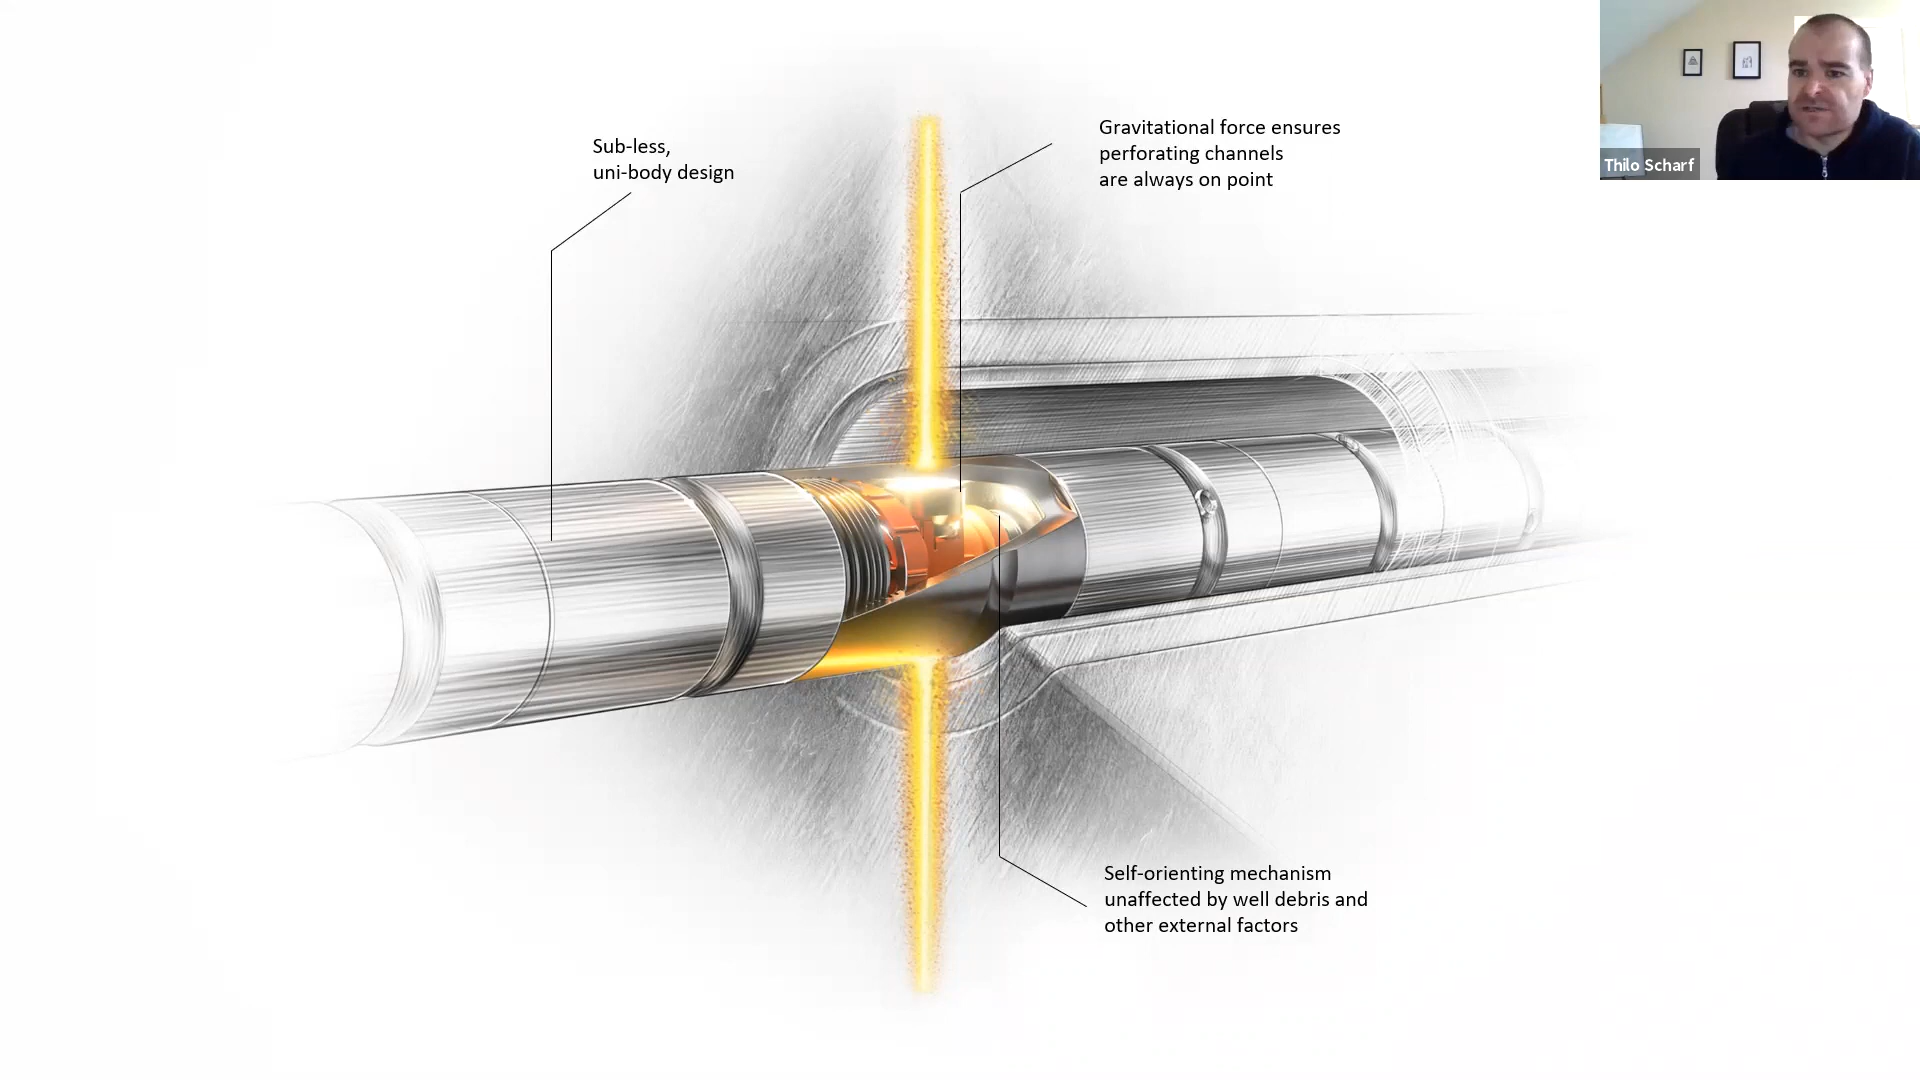 Sub-less,
uni-body design
Gravitational force ensures
perforating channels
are always on point
Thilo Scharf
Self-orienting mechanism
unaffected by well debris and
other external factors